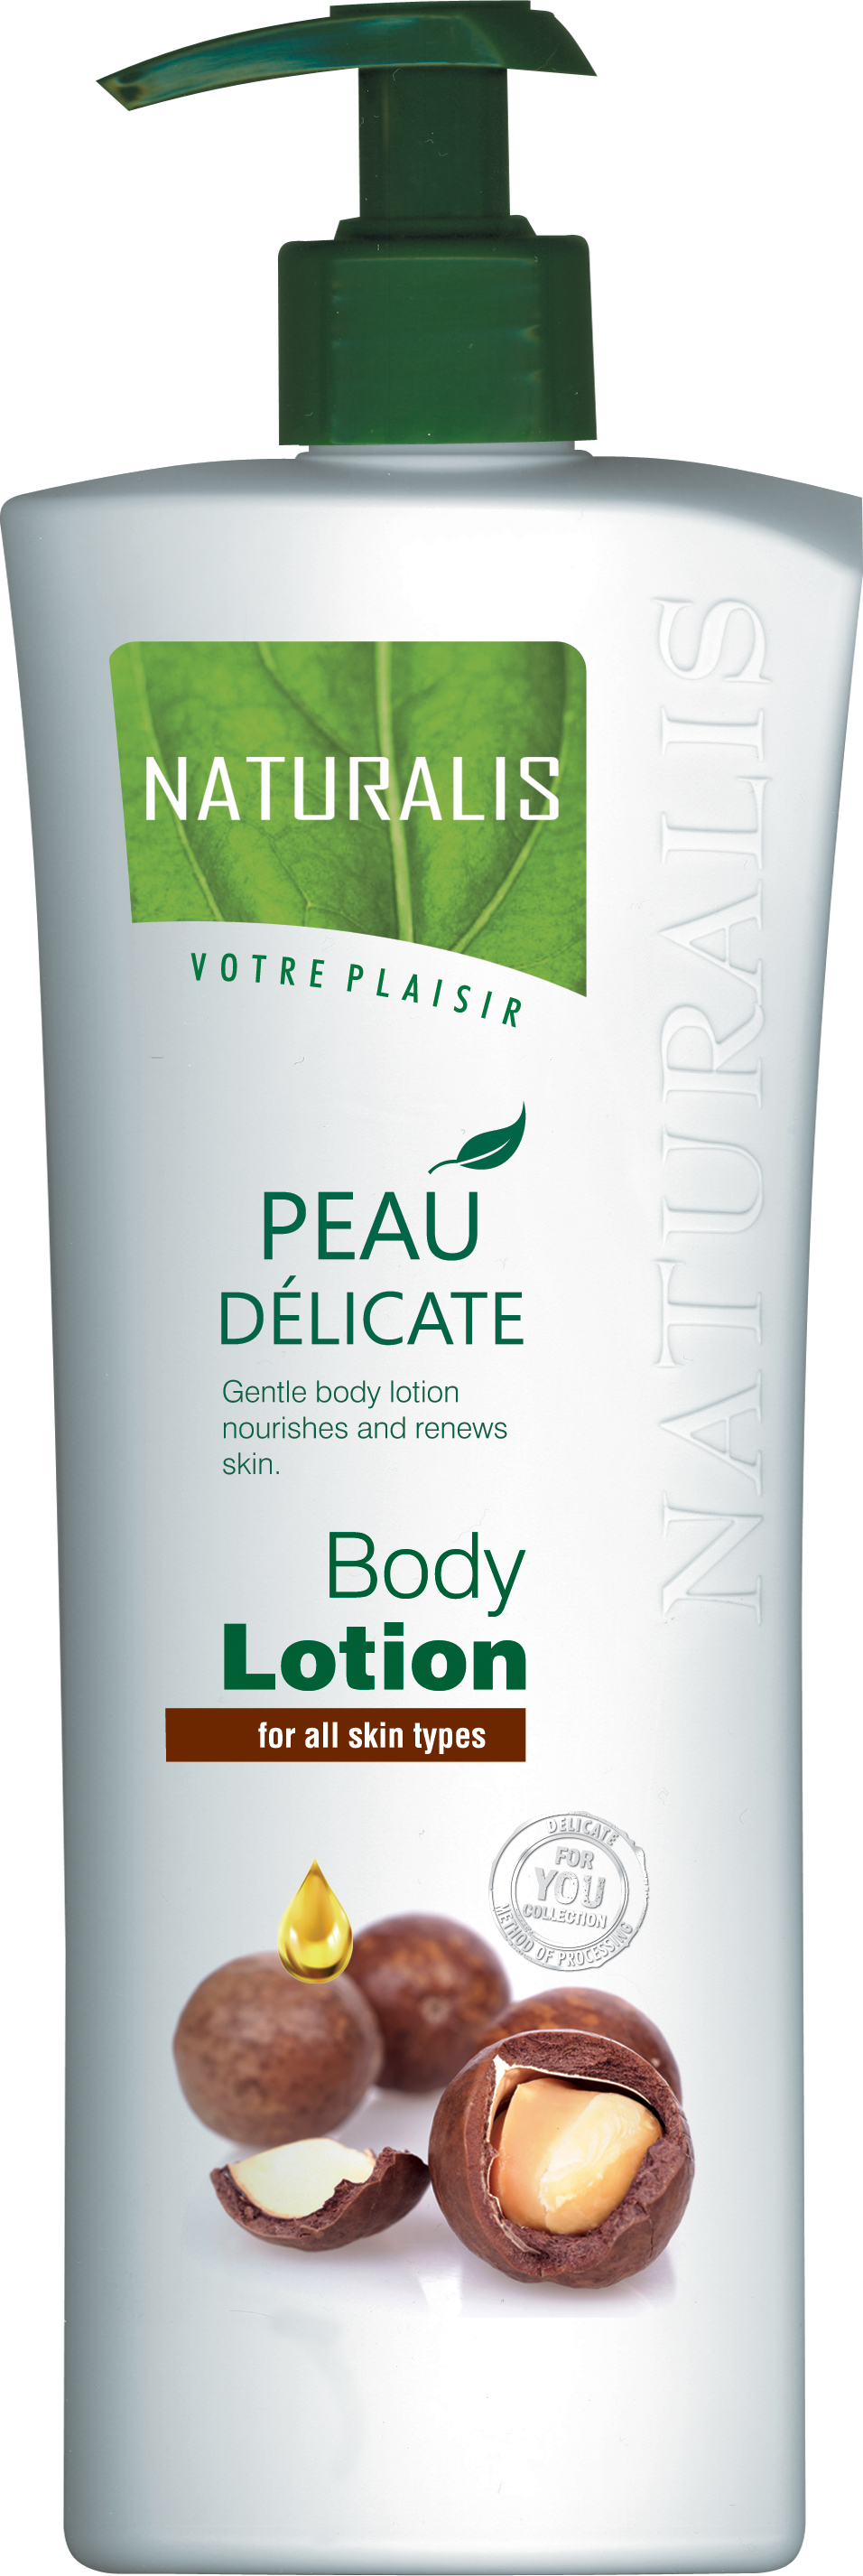 NATURALIS
VOTRE PLAISIR
PEAU
DÉLICATE
Gentle body lotion
nourishes and renews
skin.
Body
Lotion
for all skin types
DELICATE
FOR
YOU
COLLECTION
METHOD OF PROCESSING
NATURALIS